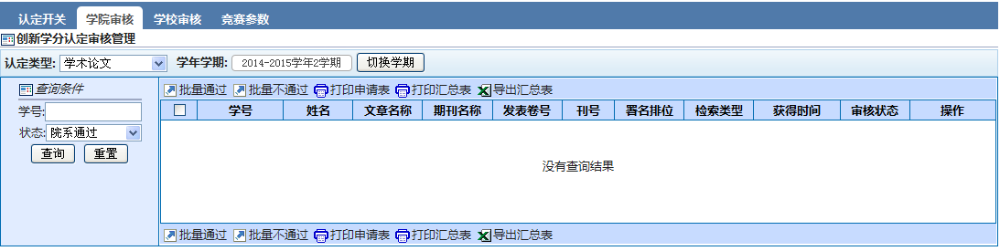 认定开关 学院审核 学校审核 竞赛参数
创新学分认定审核管理
认定类型: 学术论文 学年学期: 2014-2015学年2学期 切换学期
查询条件
学号:
状态: 院系通过
查询 重置
批量通过 批量不通过 打印申请表 打印汇总表 导出汇总表
学号 姓名 文章名称 期刊名称 发表卷号 刊号 署名排位 检索类型 获得时间 审核状态 操作
没有查询结果
批量通过 批量不通过 打印申请表 打印汇总表 导出汇总表